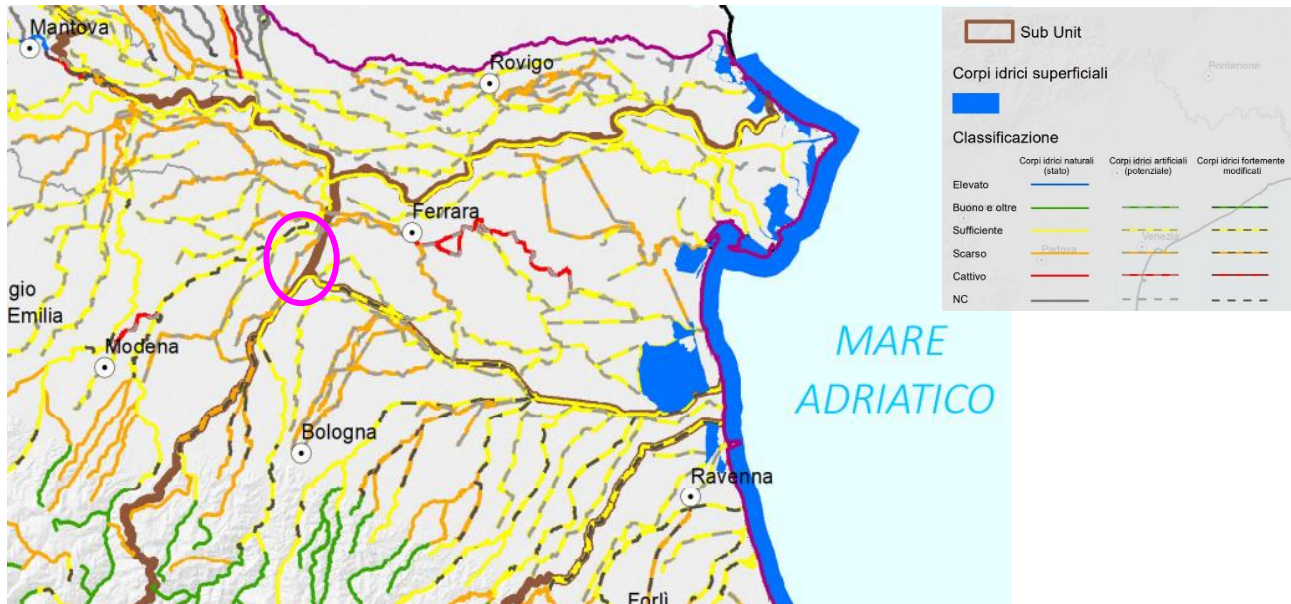 Mantova
Rovigo
Ferrara
gio
Emilia
Modena
Bologna
Ravenna
Forlì
MARE
ADRIATICO
Sub Unit
Pordenone
Corpi idrici superficiali
Classificazione
Corpi idrici naturali
(stato)
Corpi idrici artificiali
(potenziale)
Corpi idrici fortemente
modificati
Elevato
Buono e oltre
Sufficiente
Scarso
Padova
Venezia
Cattivo
NC